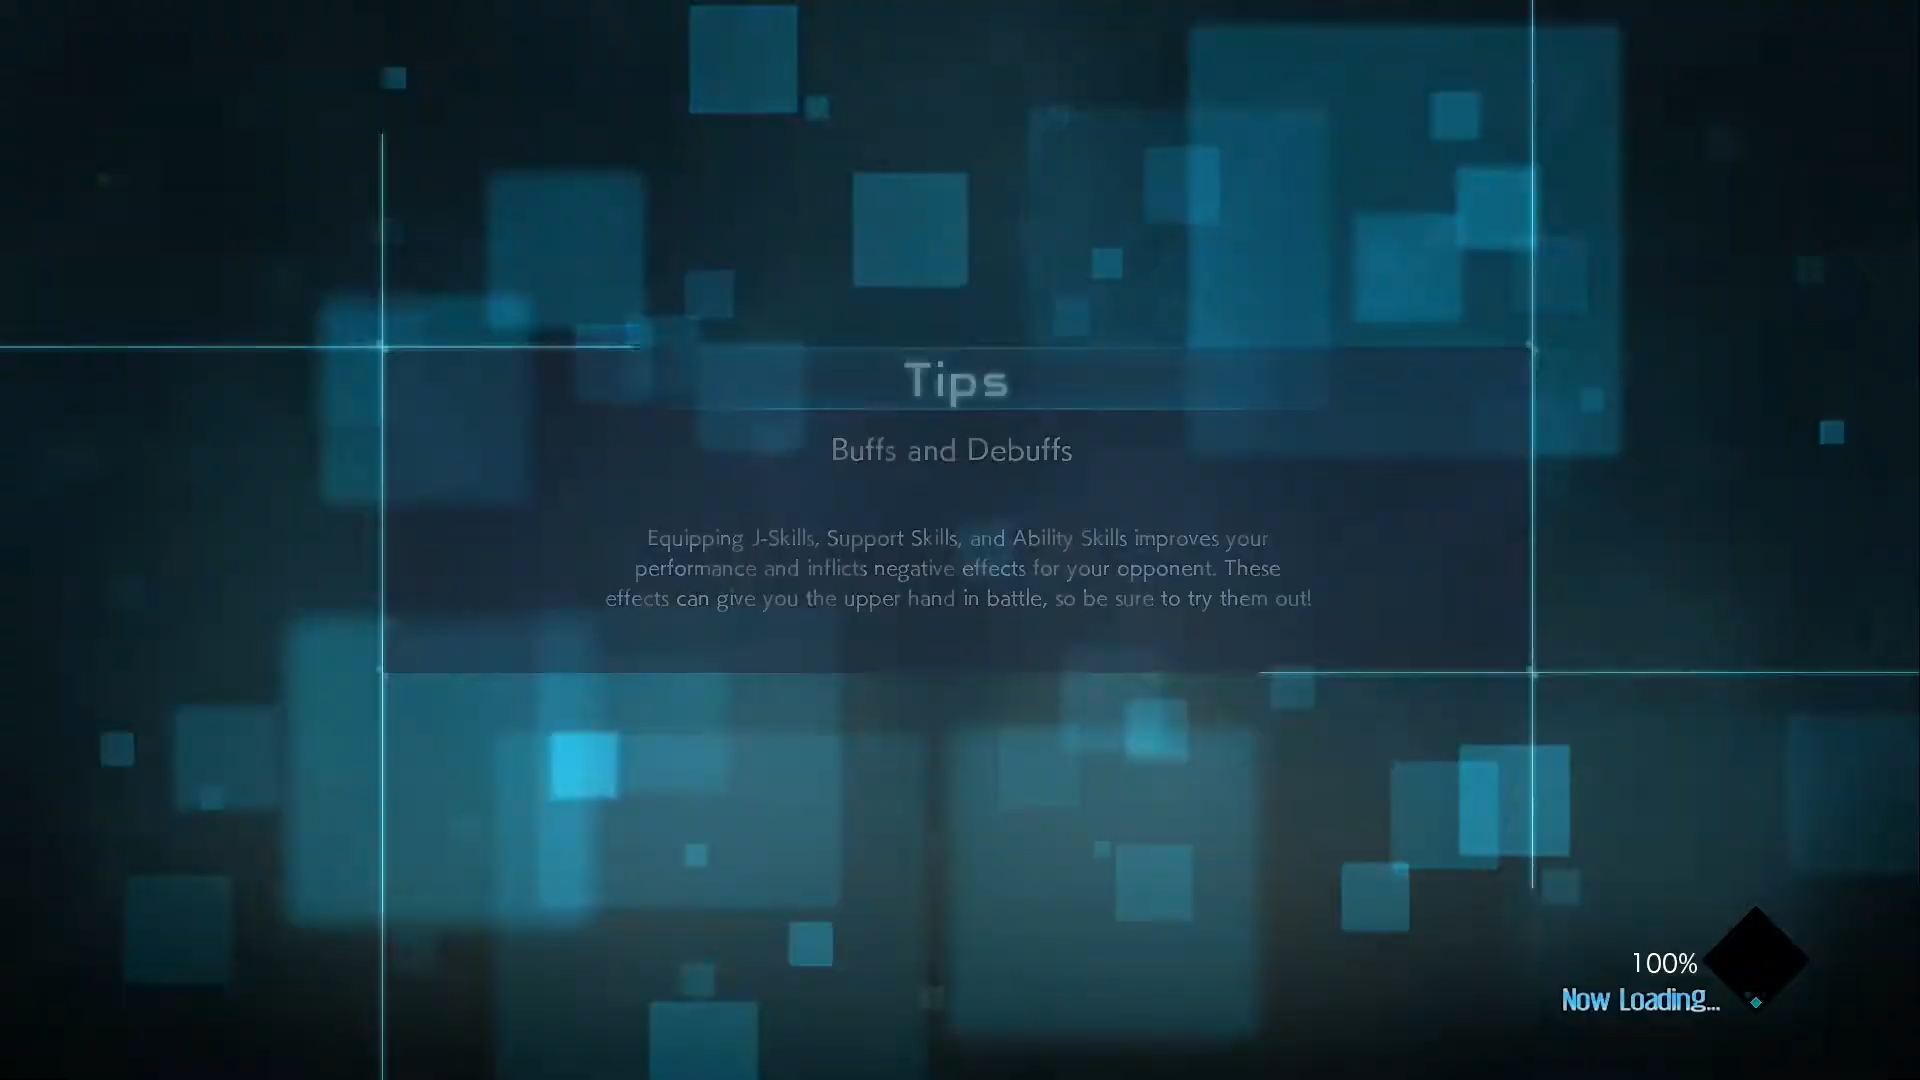 Tips
Buffs and Debuffs
Equipping J-Skills, Support Skills, and Ability Skills improves your
performance and inflicts negative effects for your opponent. These
effects can give you the upper hand in battle, so be sure to try them out!
100%
Now Loading...